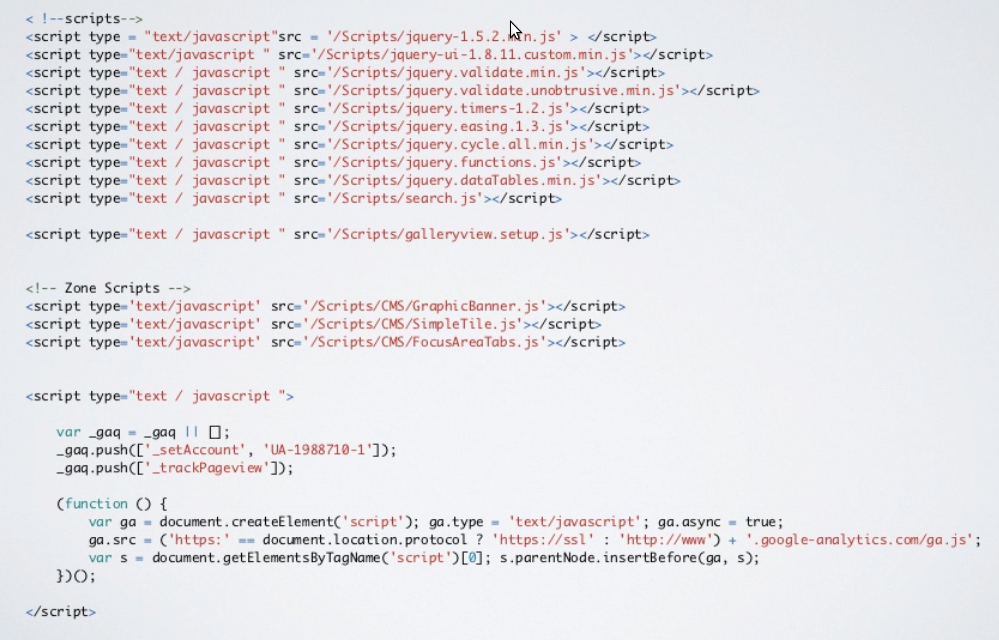 < !--scripts-->
<script type = "text/javascript"src = '/Scripts/jquery-1.5.2.min.js' > </script>
<script type="text/javascript " src='/Scripts/jquery-ui-1.8.11.custom.min.js'></script>
<script type="text / javascript " src='/Scripts/jquery.validate.min.js'></script>
<script type="text / javascript " src='/Scripts/jquery.validate.unobtrusive.min.js'></script>
<script type="text / javascript " src='/Scripts/jquery.timers-1.2.js'></script>
<script type="text / javascript " src='/Scripts/jquery.easing.1.3.js'></script>
<script type="text / javascript " src='/Scripts/jquery.cycle.all.min.js'></script>
<script type="text / javascript " src='/Scripts/jquery.functions.js'></script>
<script type="text / javascript " src='/Scripts/jquery.dataTables.min.js'></script>
<script type="text / javascript " src='/Scripts/search.js'></script>
<script type="text / javascript " src='/Scripts/galleryview.setup.js'></script>
<!-- Zone Scripts -->
<script type='text/javascript' src='/Scripts/CMS/GraphicBanner.js'></script>
<script type='text/javascript' src='/Scripts/CMS/SimpleTile.js'></script>
<script type='text/javascript' src='/Scripts/CMS/FocusAreaTabs.js'></script>
<script type="text / javascript ">
var _gaq = _gaq || [];
_gaq.push(['_setAccount', 'UA-1988710-1']);
_gaq.push(['_trackPageview']);
(function () {
var ga = document.createElement('script'); ga.type = 'text/javascript'; ga.async = true;
ga.src = ('https:' == document.location.protocol ? 'https://ssl' : 'http://www') + '.google-analytics.com/ga.js';
var s = document.getElementsByTagName('script')[0]; s.parentNode.insertBefore(ga, s);
})();
</script>